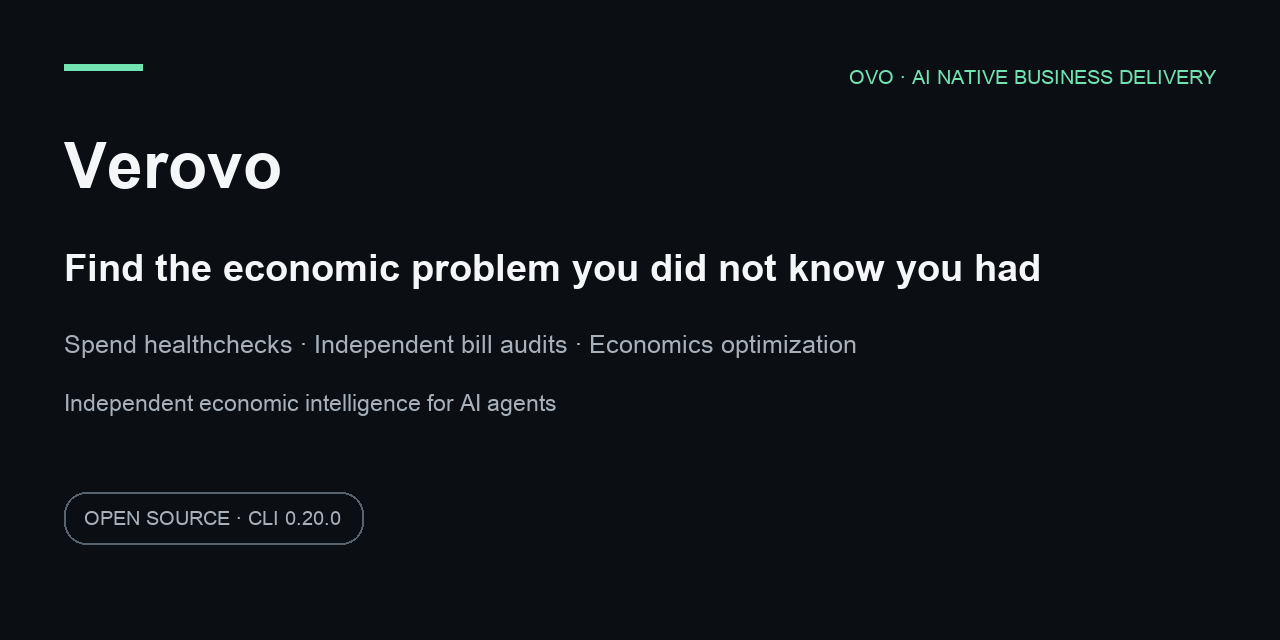 OVO · AI NATIVE BUSINESS DELIVERY
Verovo
Find the economic problem you did not know you had
Spend healthchecks · Independent bill audits · Economics optimization
Independent economic intelligence for AI agents
OPEN SOURCE · CLI 0.20.0